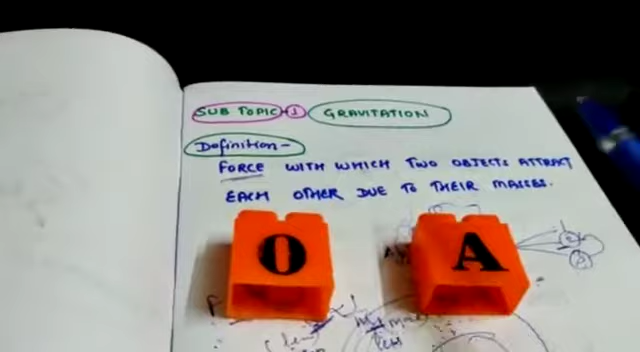 SUB TOPIC-1 GRAVITATION
Definition-
FORCE WITH WHICH TWO OBJECTS ATTRACT
EACH OTHER DUE TO THEIR MASSES.
O A